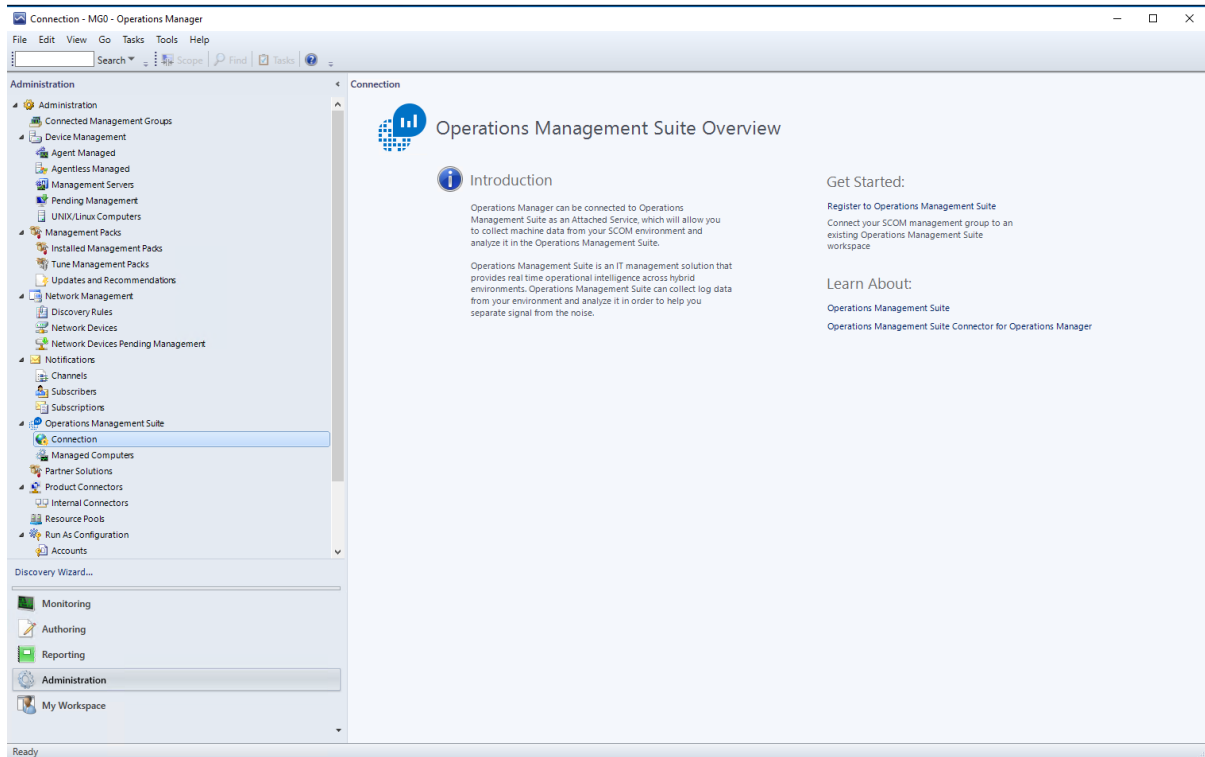 Connection - MG0 - Operations Manager
File Edit View Go Tasks Tools Help
Search Scope Find Tasks
Administration
Administration
Connected Management Groups
Device Management
Agent Managed
Agentless Managed
Management Servers
Pending Management
UNIX/Linux Computers
Management Packs
Installed Management Packs
Tune Management Packs
Updates and Recommendations
Network Management
Discovery Rules
Network Devices
Network Devices Pending Management
Notifications
Channels
Subscribers
Subscriptions
Operations Management Suite
Connection
Managed Computers
Partner Solutions
Product Connectors
Internal Connectors
Resource Pools
Run As Configuration
Accounts
Discovery Wizard...
Monitoring
Authoring
Reporting
Administration
My Workspace
Connection
Operations Management Suite Overview
Introduction
Operations Manager can be connected to Operations
Management Suite as an Attached Service, which will allow you
to collect machine data from your SCOM environment and
analyze it in the Operations Management Suite.
Operations Management Suite is an IT management solution that
provides real time operational intelligence across hybrid
environments. Operations Management Suite can collect log data
from your environment and analyze it in order to help you
separate signal from the noise.
Get Started:
Register to Operations Management Suite
Connect your SCOM management group to an
existing Operations Management Suite
workspace
Learn About:
Operations Management Suite
Operations Management Suite Connector for Operations Manager
Ready